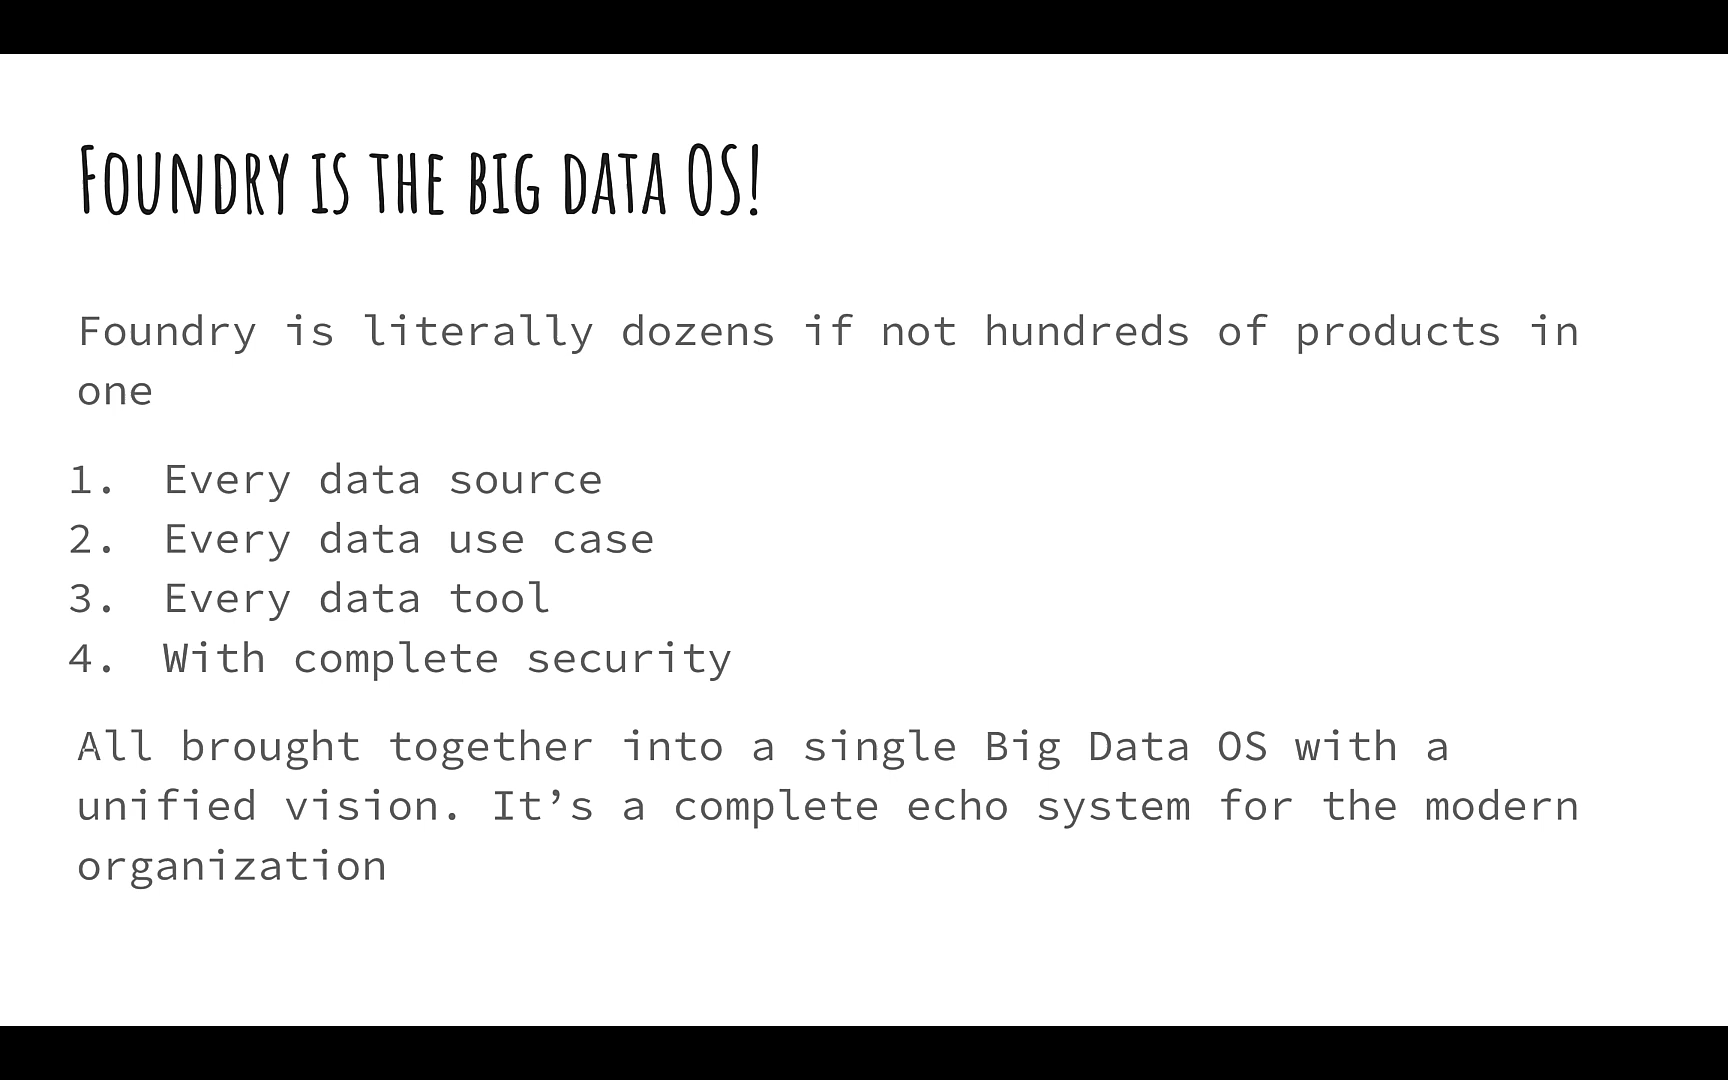 Foundry is the big data OS!
Foundry is literally dozens if not hundreds of products in
one
1. Every data source
2. Every data use case
3. Every data tool
4. With complete security
All brought together into a single Big Data OS with a
unified vision. It’s a complete echo system for the modern
organization